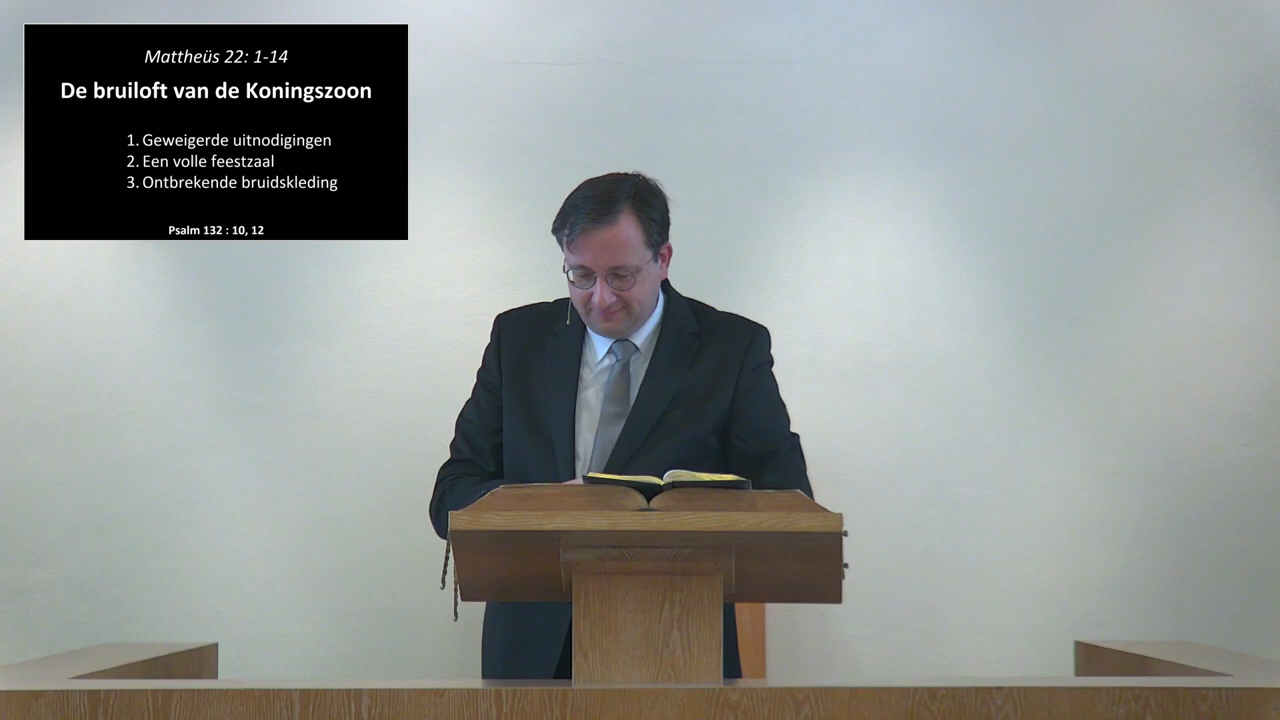 Mattheüs 22: 1-14
De bruiloft van de Koningszoon
1. Geweigerde uitnodigingen
2. Een volle feestzaal
3. Ontbrekende bruidskleding
Psalm 132 : 10, 12